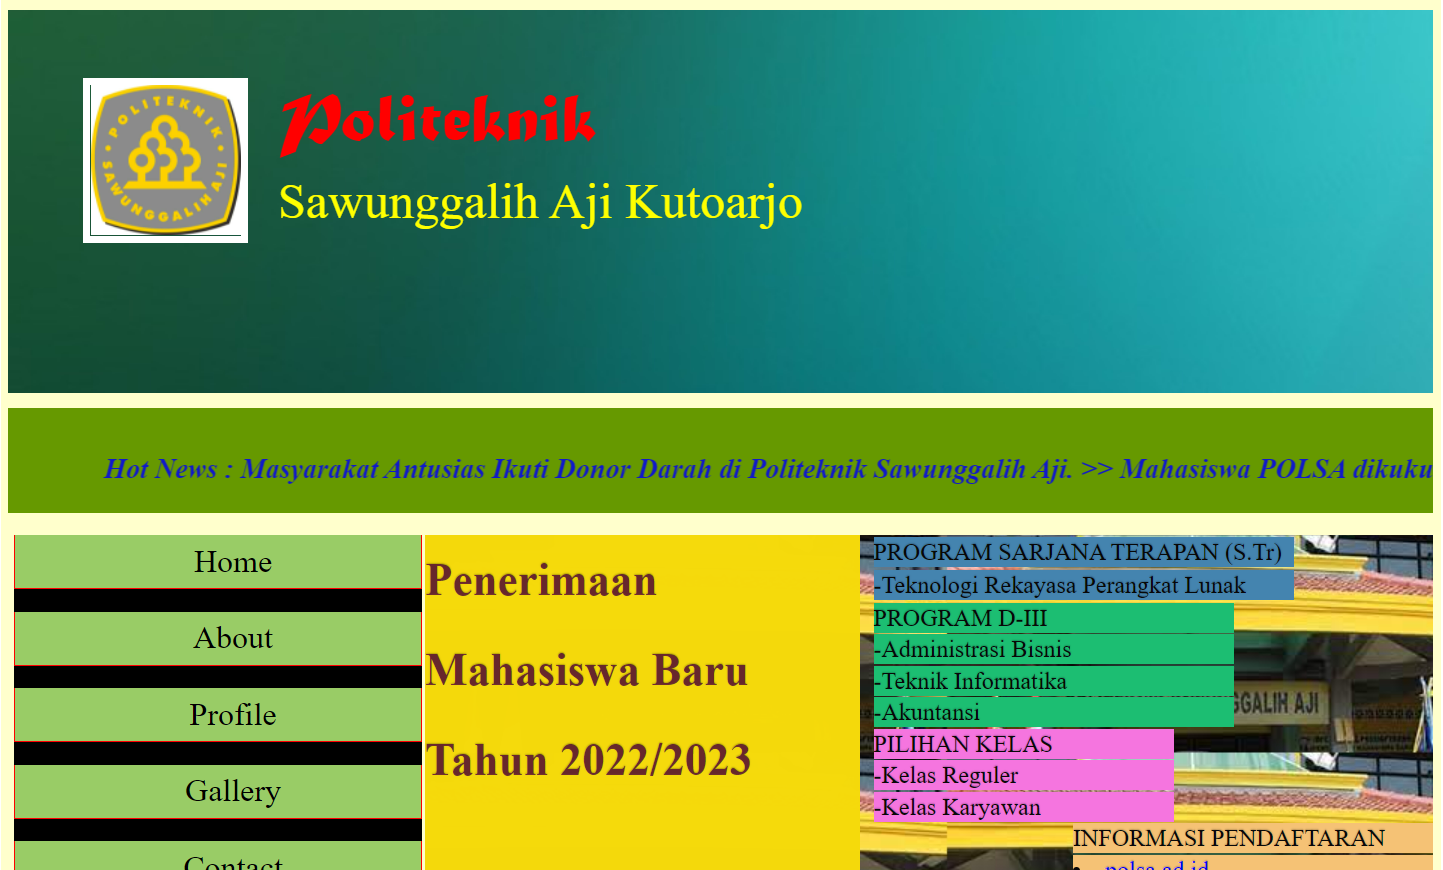 POLITEKNIK
SAWUNGGALIH AJI
Politeknik
Sawunggalih Aji Kutoarjo
Hot News : Masyarakat Antusias Ikuti Donor Darah di Politeknik Sawunggalih Aji. >> Mahasiswa POLSA dikuku
Home
About
Profile
Gallery
Contact
Penerimaan
Mahasiswa Baru
Tahun 2022/2023
PROGRAM SARJANA TERAPAN (S.Tr)
-Teknologi Rekayasa Perangkat Lunak
PROGRAM D-III
-Administrasi Bisnis
-Teknik Informatika
-Akuntansi
GGALIH AJI
PILIHAN KELAS
-Kelas Reguler
-Kelas Karyawan
INFORMASI PENDAFTARAN
polsa.ad.id